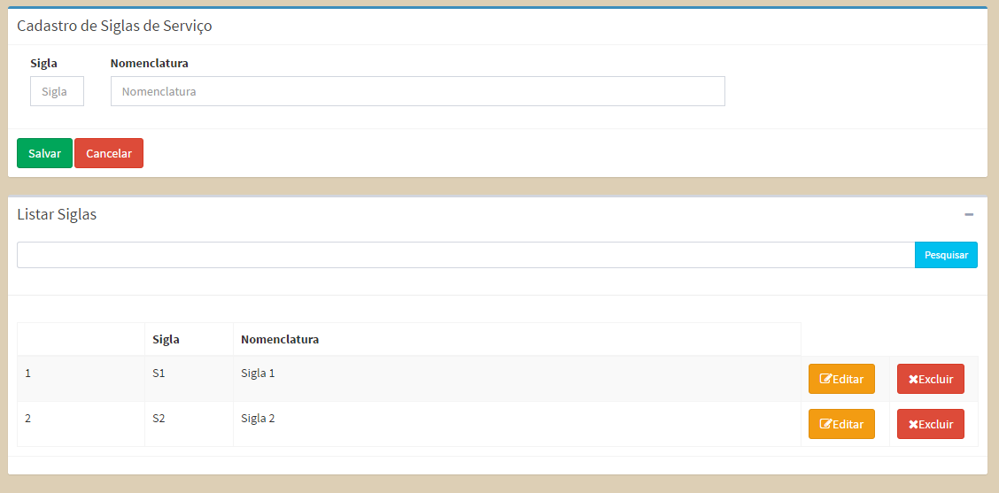 Cadastro de Siglas de Serviço
Sigla Nomenclatura
Sigla Nomenclatura
Salvar Cancelar
Listar Siglas
Pesquisar
Sigla Nomenclatura
1 S1 Sigla 1 Editar Excluir
2 S2 Sigla 2 Editar Excluir